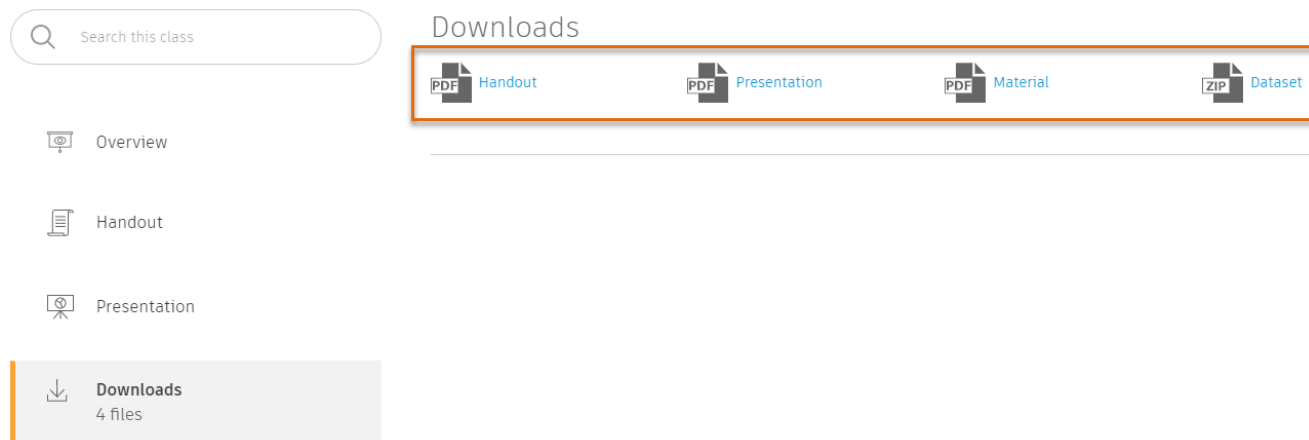 Search this class
Overview
Handout
Presentation
Downloads
4 files
Downloads
PDF Handout
PDF Presentation
PDF Material
ZIP Dataset